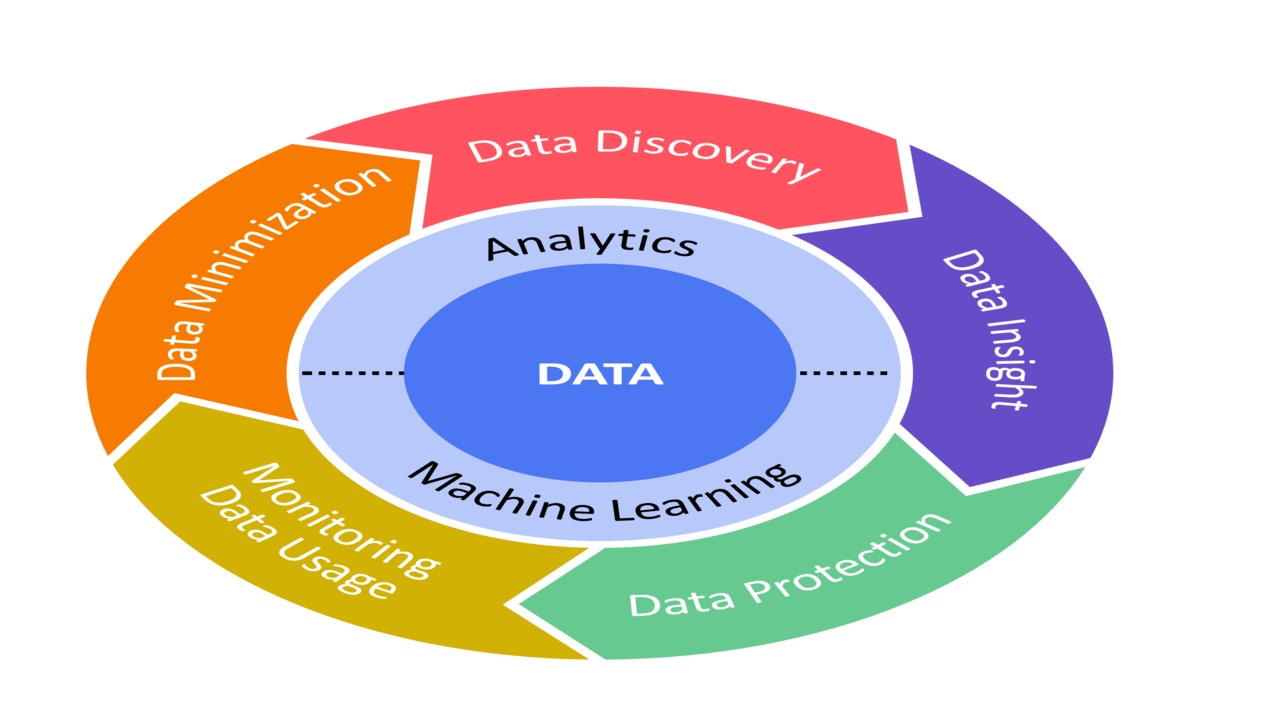 Data Discovery
Data Insight
Data Protection
Monitoring
Data Usage
Data Minimization
Analytics
DATA
Machine Learning